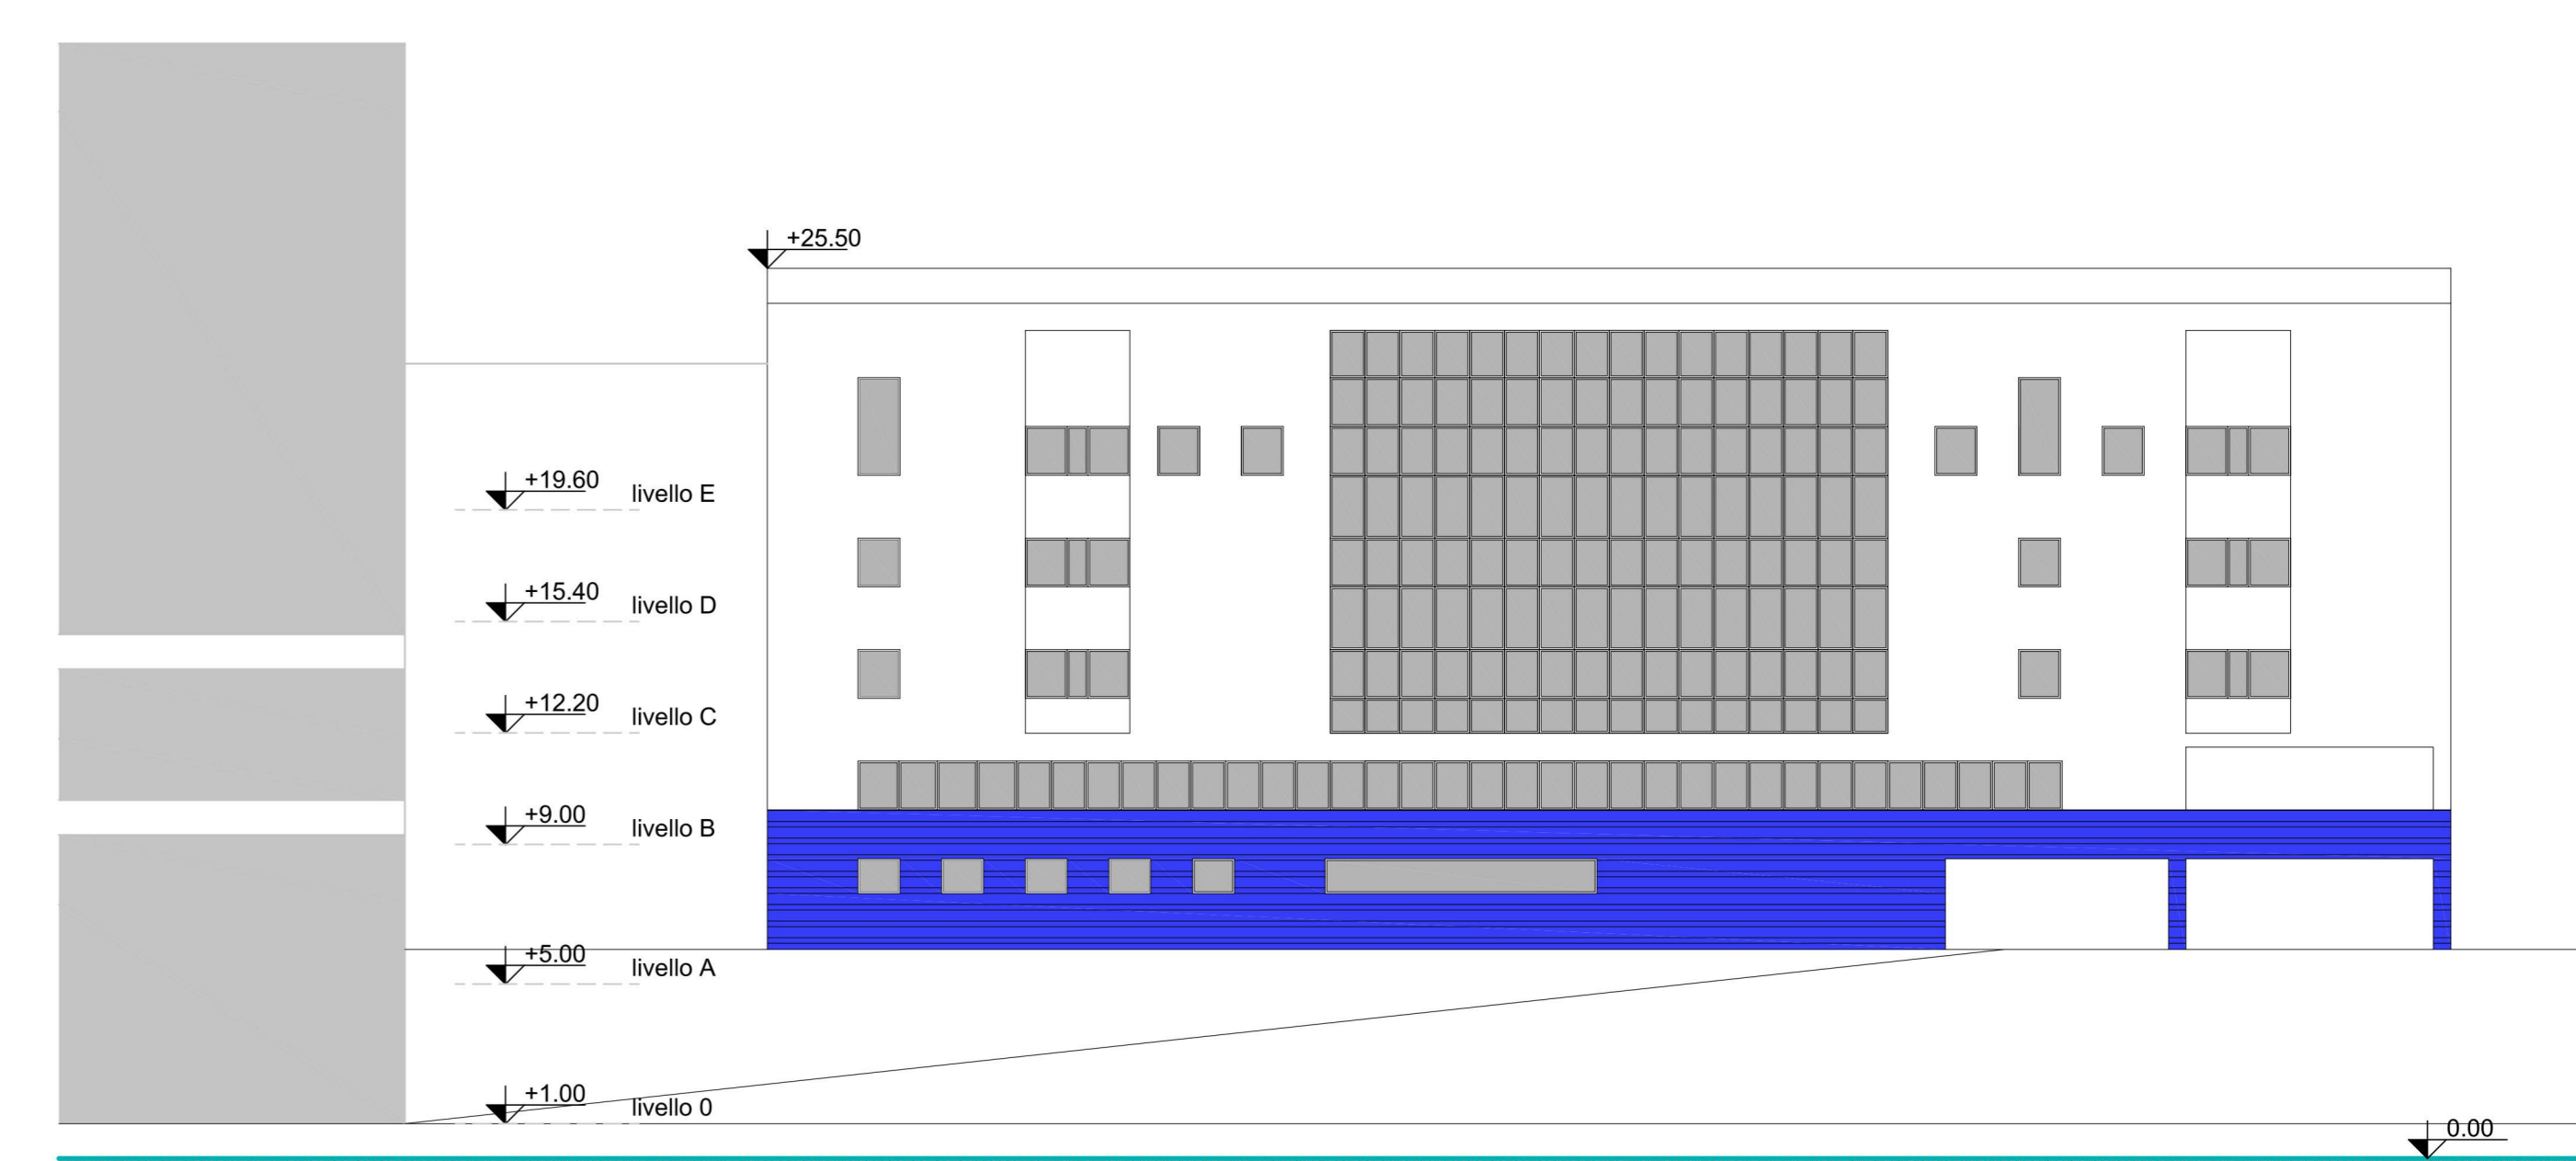 +25.50
+19.60 livello E
+15.40 livello D
+12.20 livello C
+9.00 livello B
+5.00 livello A
+1.00 livello 0
0.00